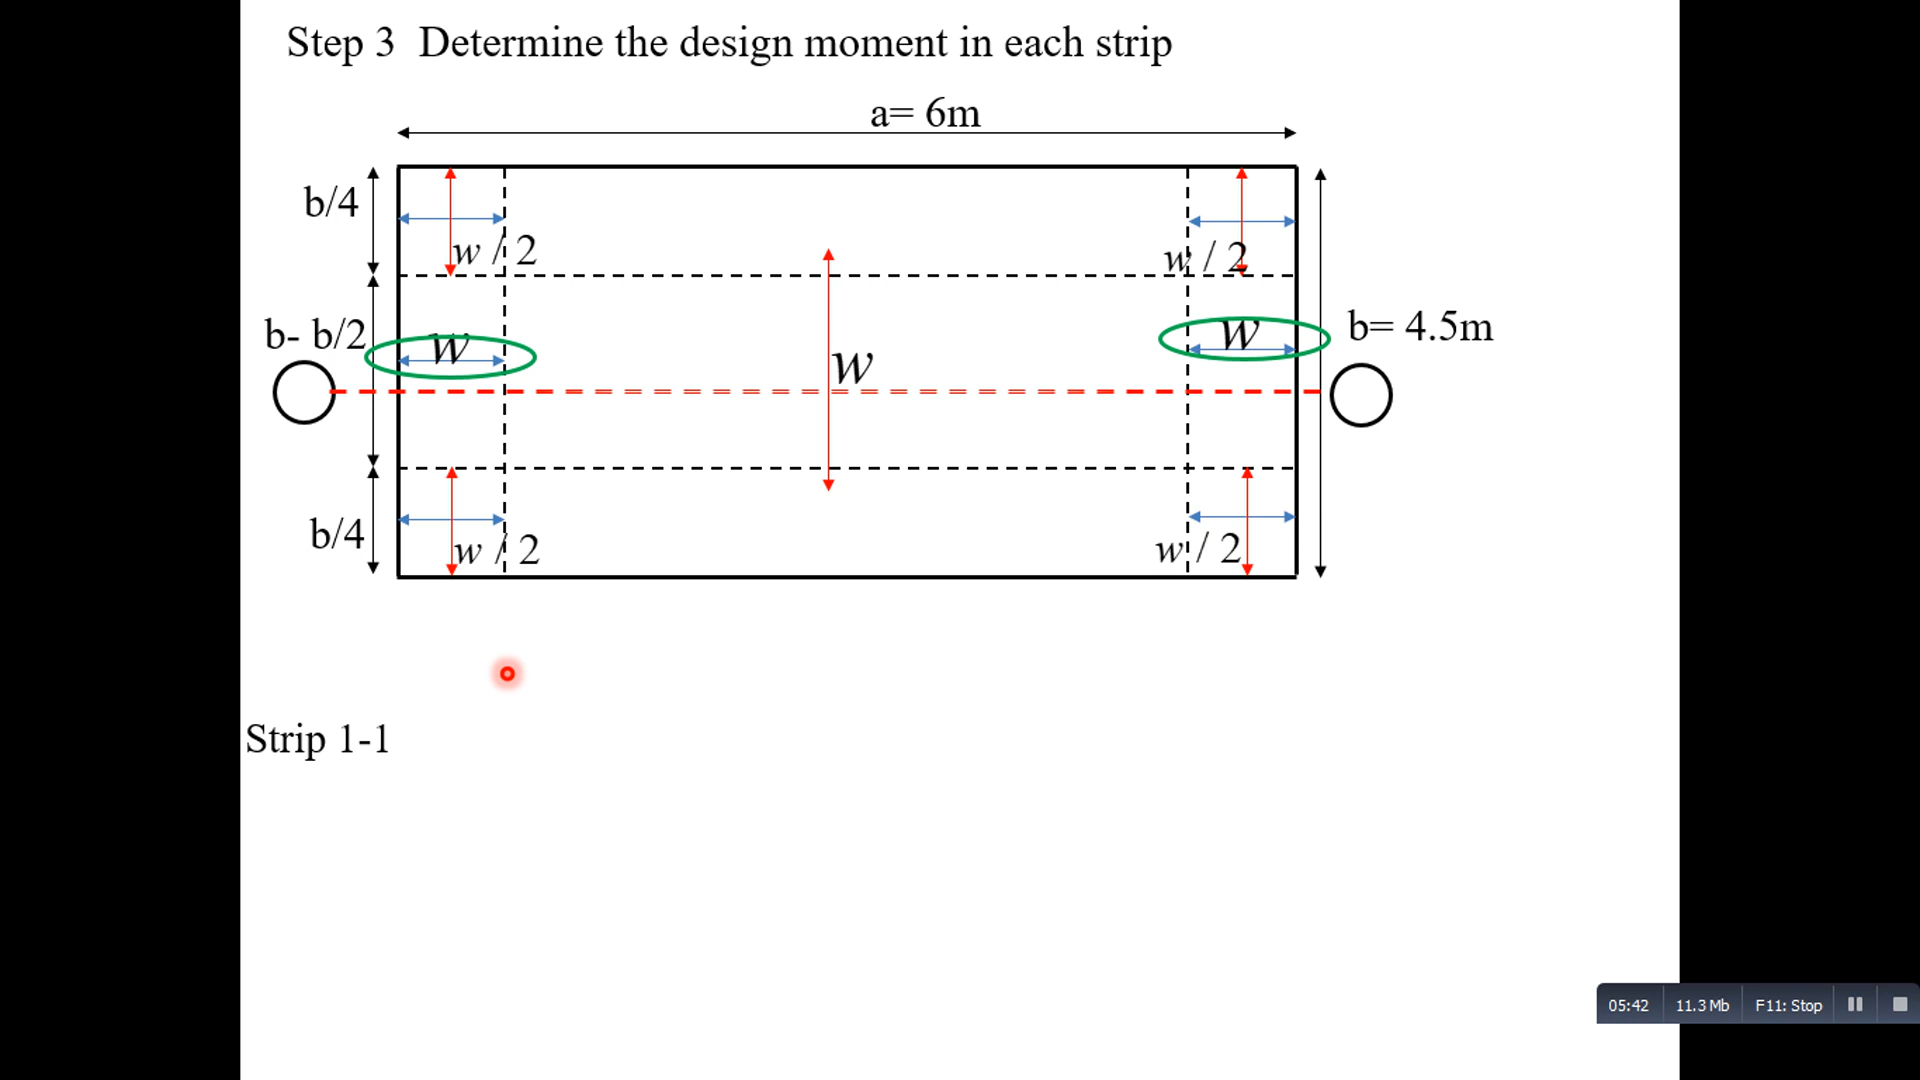 Step 3 Determine the design moment in each strip
a= 6m
b/4
w / 2
w / 2
b- b/2
w
w
w
b= 4.5m
b/4
w / 2
w / 2
Strip 1-1
05:42 11.3 Mb F11: Stop